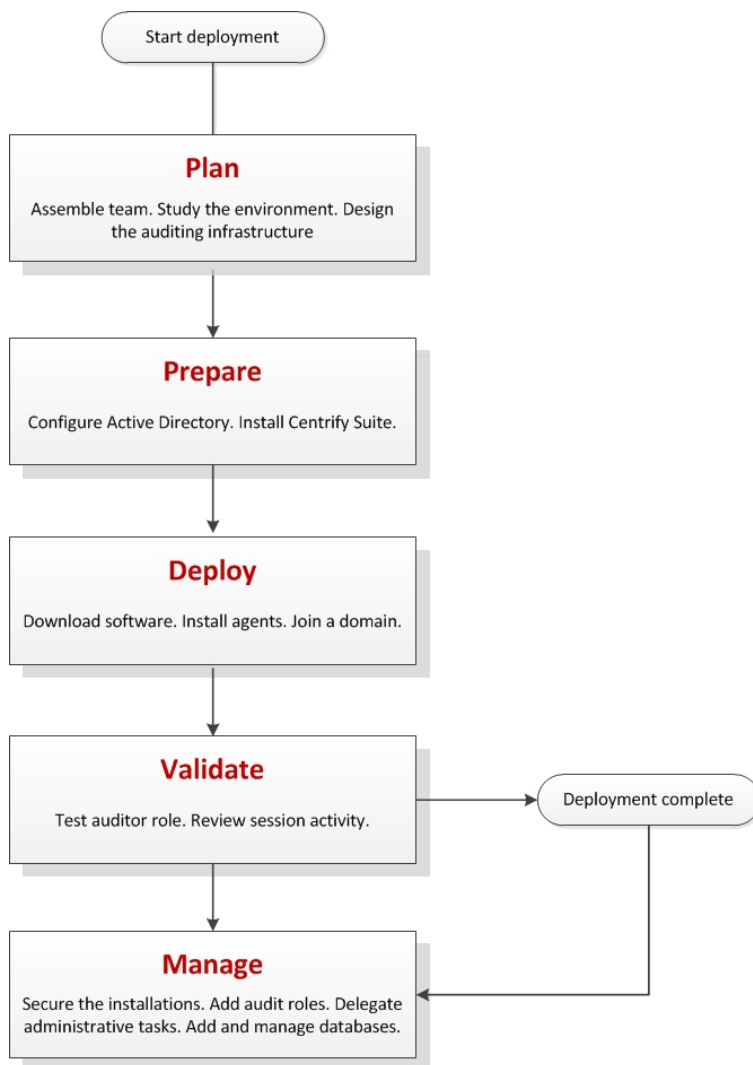 Start deployment
Plan
Assemble team. Study the environment. Design
the auditing infrastructure
Prepare
Configure Active Directory. Install Centrify Suite.
Deploy
Download software. Install agents. Join a domain.
Validate
Test auditor role. Review session activity.
Deployment complete
Manage
Secure the installations. Add audit roles. Delegate
administrative tasks. Add and manage databases.